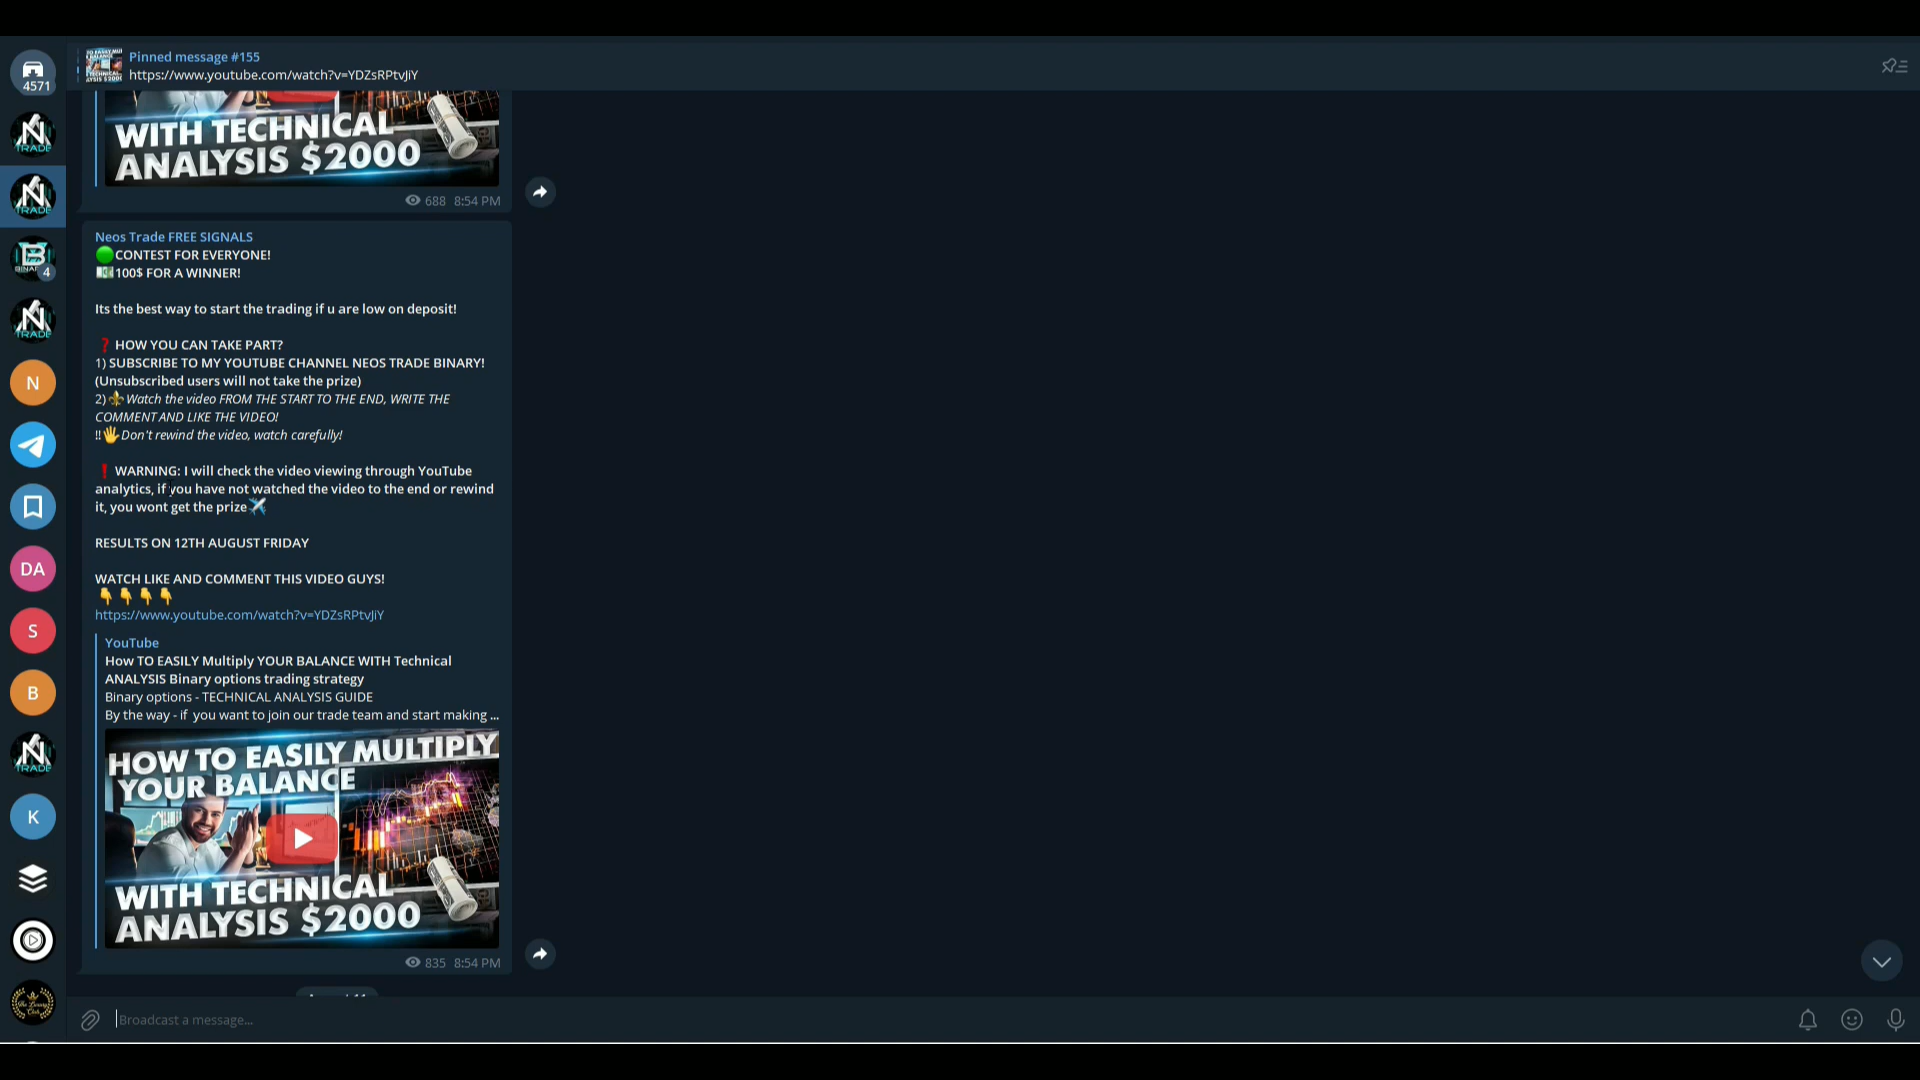 Pinned message #155
https://www.youtube.com/watch?v=YDZsRPtvJiY
4571
TRADE
TRADE
4
TRADE
N
DA
S
B
TRADE
K
WITH TECHNICAL
ANALYSIS $2000
688 8:54 PM
Neos Trade FREE SIGNALS
🟢CONTEST FOR EVERYONE!
💵100$ FOR A WINNER!
Its the best way to start the trading if u are low on deposit!
❓ HOW YOU CAN TAKE PART?
1) SUBSCRIBE TO MY YOUTUBE CHANNEL NEOS TRADE BINARY!
(Unsubscribed users will not take the prize)
2)⚜Watch the video FROM THE START TO THE END, WRITE THE
COMMENT AND LIKE THE VIDEO!
‼🖐Don't rewind the video, watch carefully!
❗ WARNING: I will check the video viewing through YouTube
analytics, if you have not watched the video to the end or rewind
it, you wont get the prize✈
RESULTS ON 12TH AUGUST FRIDAY
WATCH LIKE AND COMMENT THIS VIDEO GUYS!
👇👇👇👇
https://www.youtube.com/watch?v=YDZsRPtvJiY
YouTube
How TO EASILY Multiply YOUR BALANCE WITH Technical
ANALYSIS Binary options trading strategy
Binary options - TECHNICAL ANALYSIS GUIDE
By the way - if you want to join our trade team and start making ...
HOW TO EASILY MULTIPLY
YOUR BALANCE
WITH TECHNICAL
ANALYSIS $2000
835 8:54 PM
Broadcast a message...